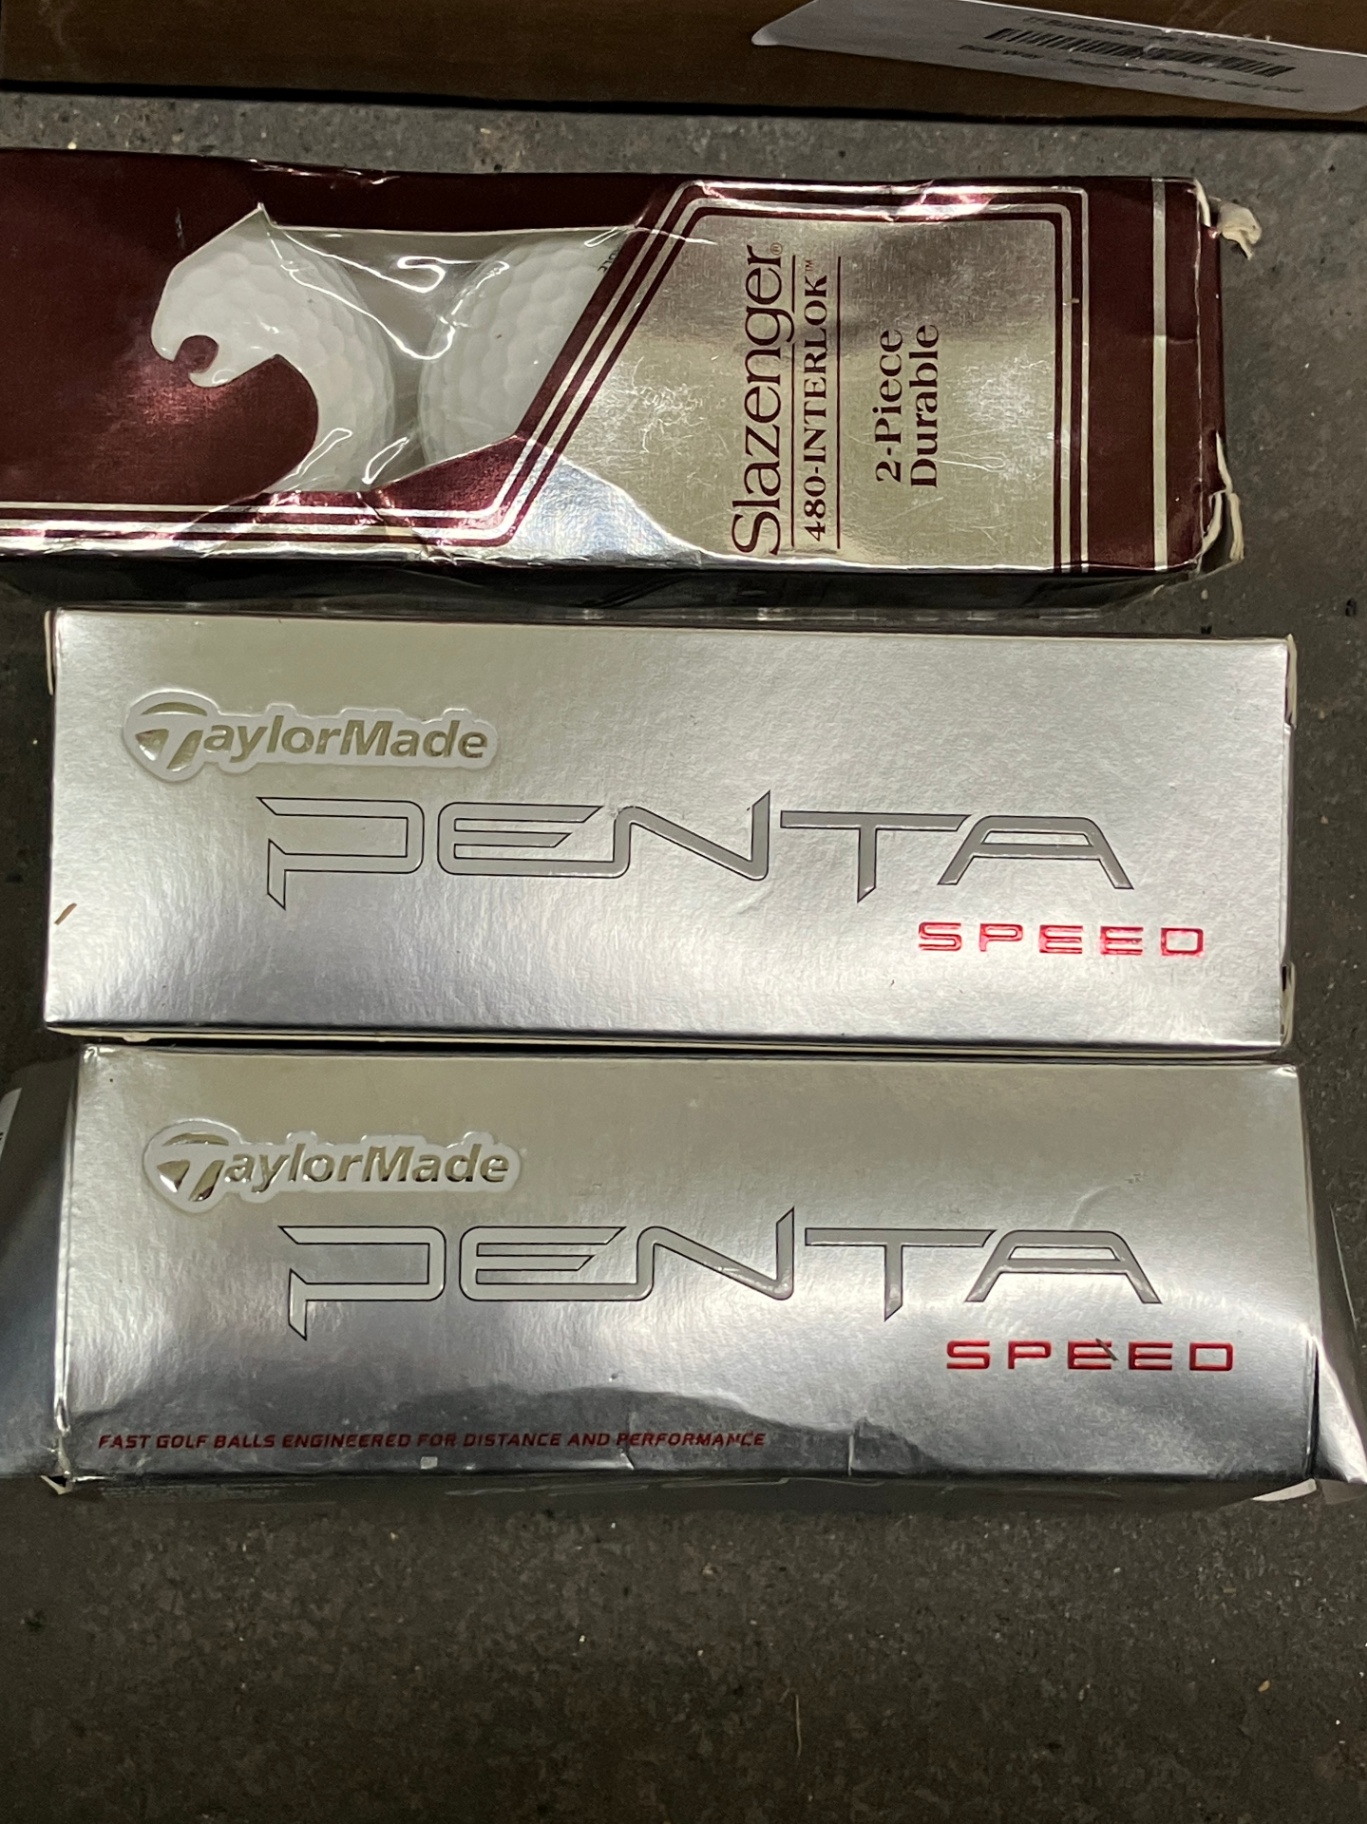 Slazenger®
480-INTERLOK™
2-Piece
Durable
TaylorMade
PENTA
SPEED
TaylorMade
PENTA
SPEED
FAST GOLF BALLS ENGINEERED FOR DISTANCE AND PERFORMANCE